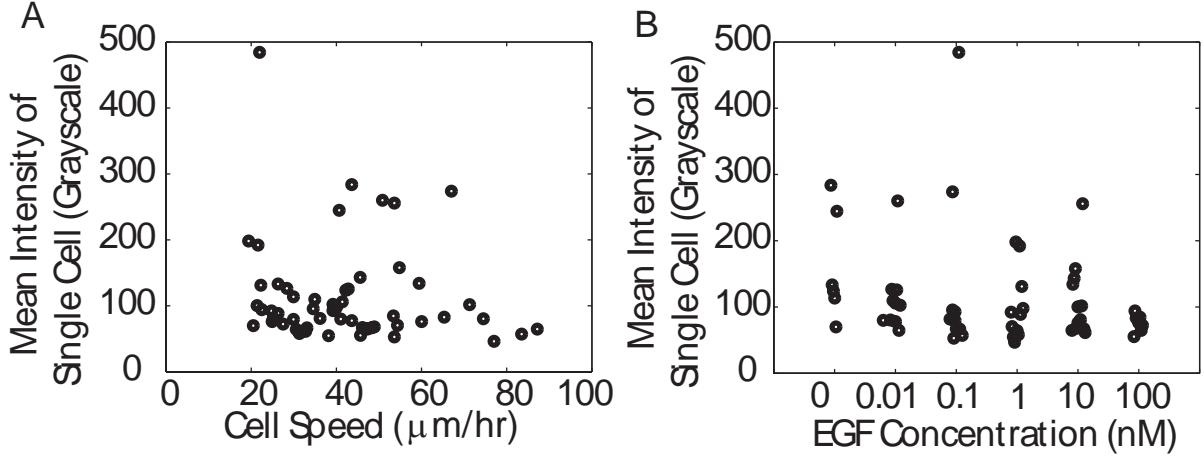 A
Mean Intensity of
Single Cell (Grayscale)
500
400
300
200
100
0
0 20 40 60 80 100
Cell Speed (μm/hr)
B
Mean Intensity of
Single Cell (Grayscale)
500
400
300
200
100
0
0 0.01 0.1 1 10 100
EGF Concentration (nM)